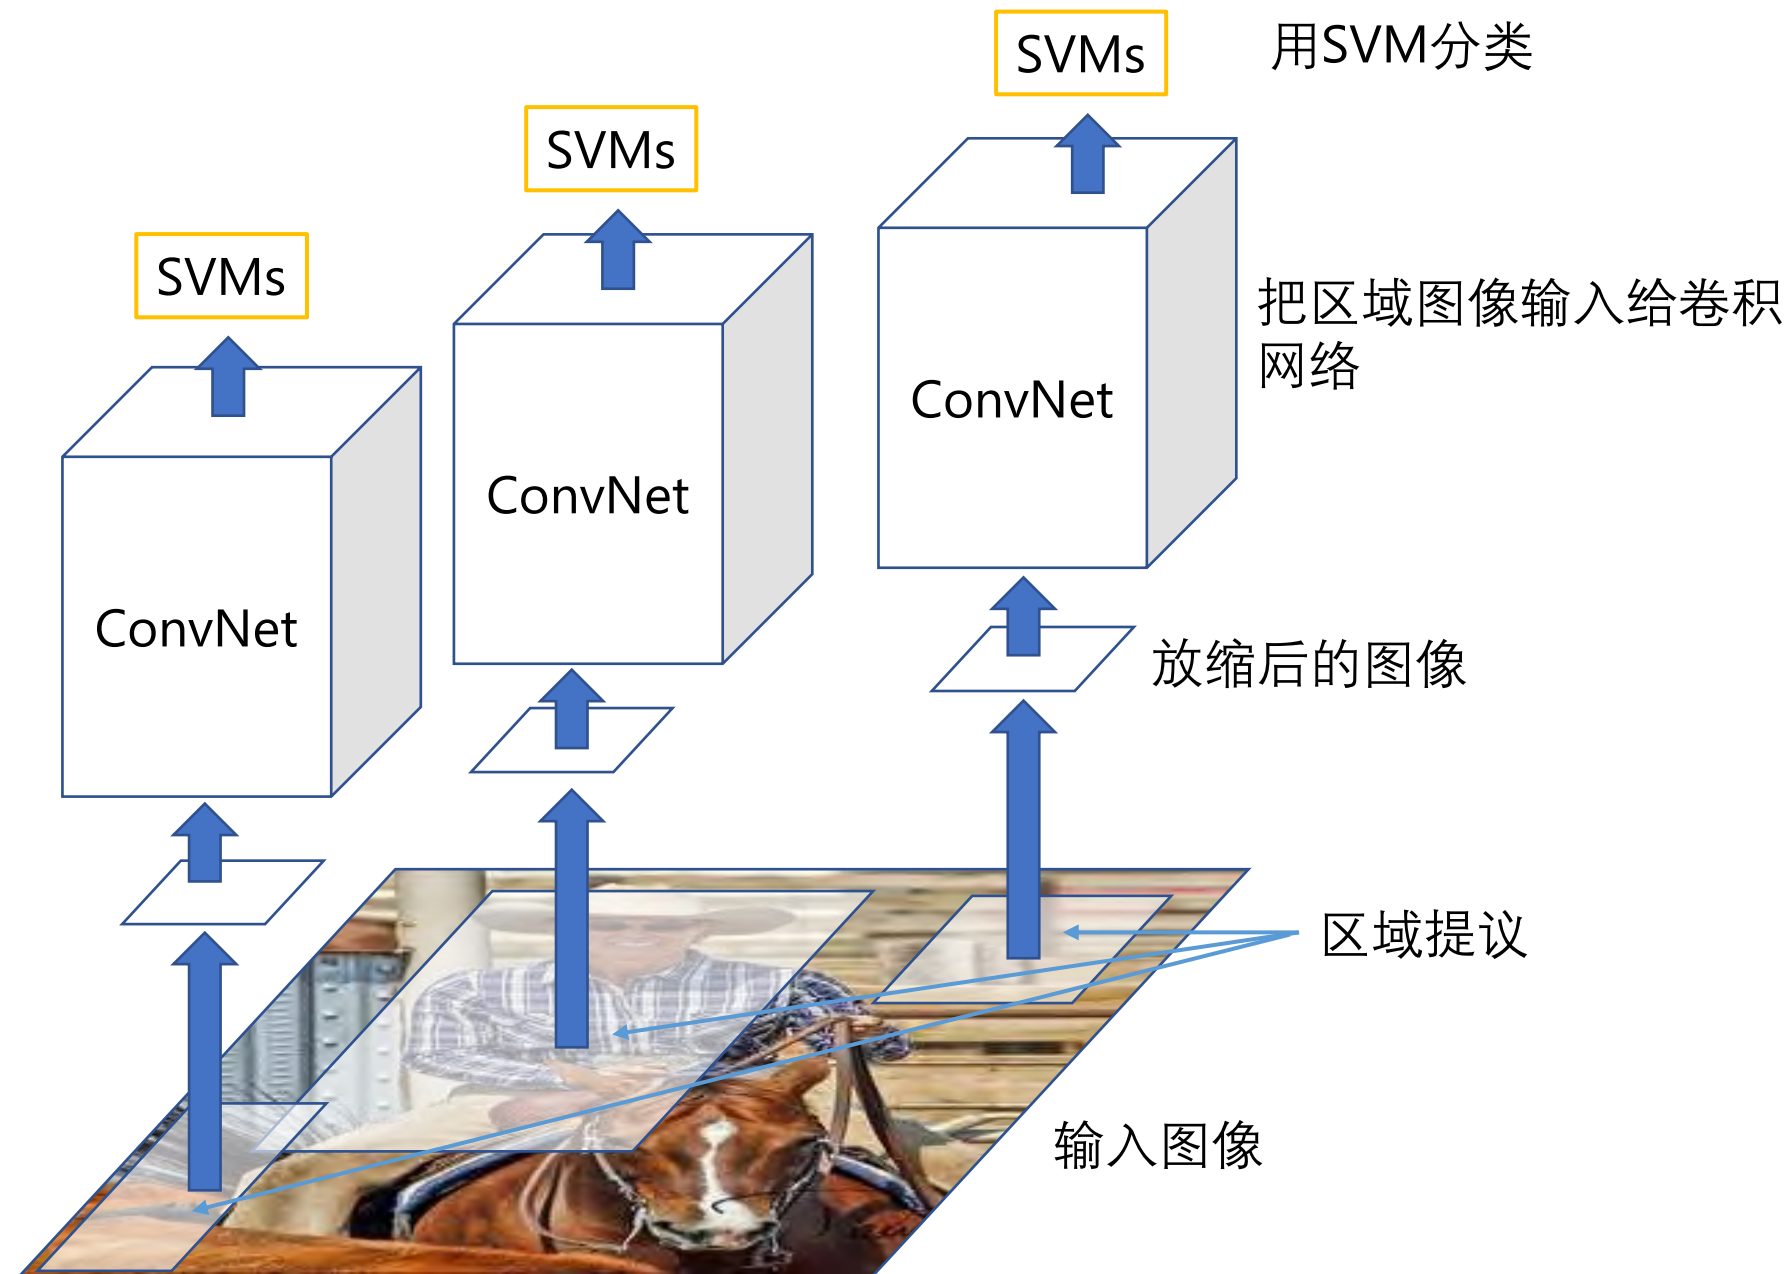 SVMs
用SVM分类
SVMs
SVMs
把区域图像输入给卷积
网络
ConvNet
ConvNet
ConvNet
放缩后的图像
区域提议
输入图像